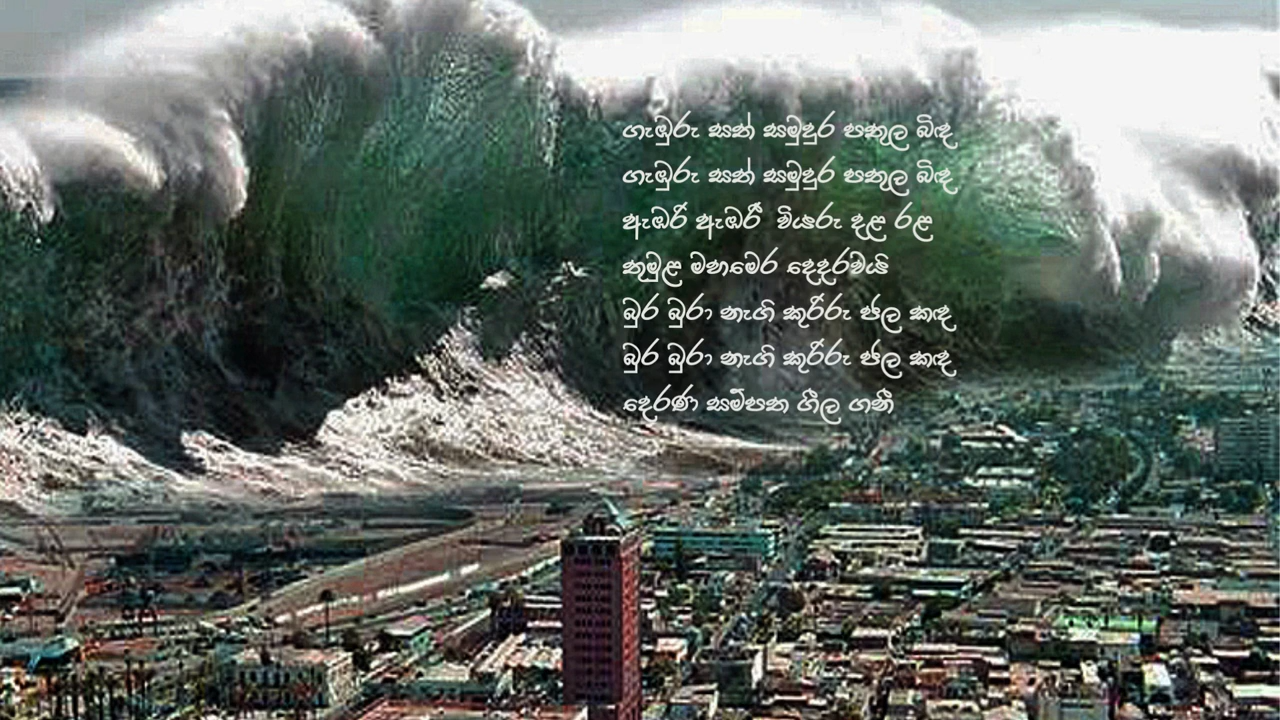 ගැඹුරු සත් සමුදුර පතුල බිඳ
ගැඹුරු සත් සමුදුර පතුල බිඳ
ඇඹරි ඇඹරී වියරු දළ රළ
තුමුළ මහමෙර දෙදරවයි
බුර බුරා නැගි කුරිරු ජල කඳ
බුර බුරා නැගි කුරිරු ජල කඳ
දෙරණ සම්පත ගිල ගනී